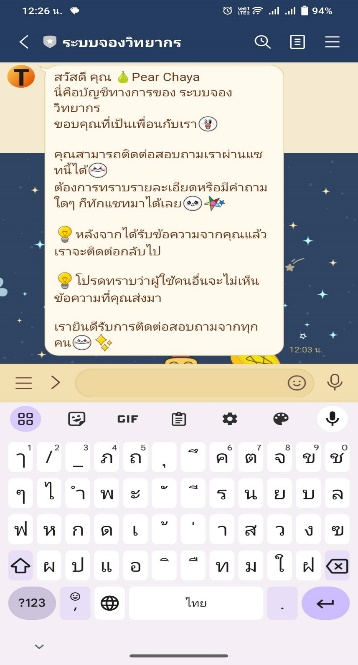 12:26 น.
94%
ระบบจองวิทยากร
T
สวัสดี คุณ 🍐 Pear Chaya
นี่คือบัญชีทางการของ ระบบจอง
วิทยากร
ขอบคุณที่เป็นเพื่อนกับเรา
คุณสามารถติดต่อสอบถามเราผ่านแช
ทนี้ได้
ต้องการทราบรายละเอียดหรือมีคำถาม
ใดๆ ก็ทักแชทมาได้เลย
หลังจากได้รับข้อความจากคุณแล้ว
เราจะติดต่อกลับไป
โปรดทราบว่าผู้ใช้คนอื่นจะไม่เห็น
ข้อความที่คุณส่งมา
เรายินดีรับการติดต่อสอบถามจากทุก
คน
12:03 น.
GIF
ๅ 1 / 2 _ 3 ภ 4 ถ 5 ุ ึ ค 6 ต 7 จ 8 ข 9 ช 0
ๆ ไ ำ พ ะ ั ี ร น ย บ ล
ฟ ห ก ด เ ้ ่ า ส ว ง ฃ
ผ ป แ อ ิ ื ท ม ใ ฝ
?123 , ไทย .